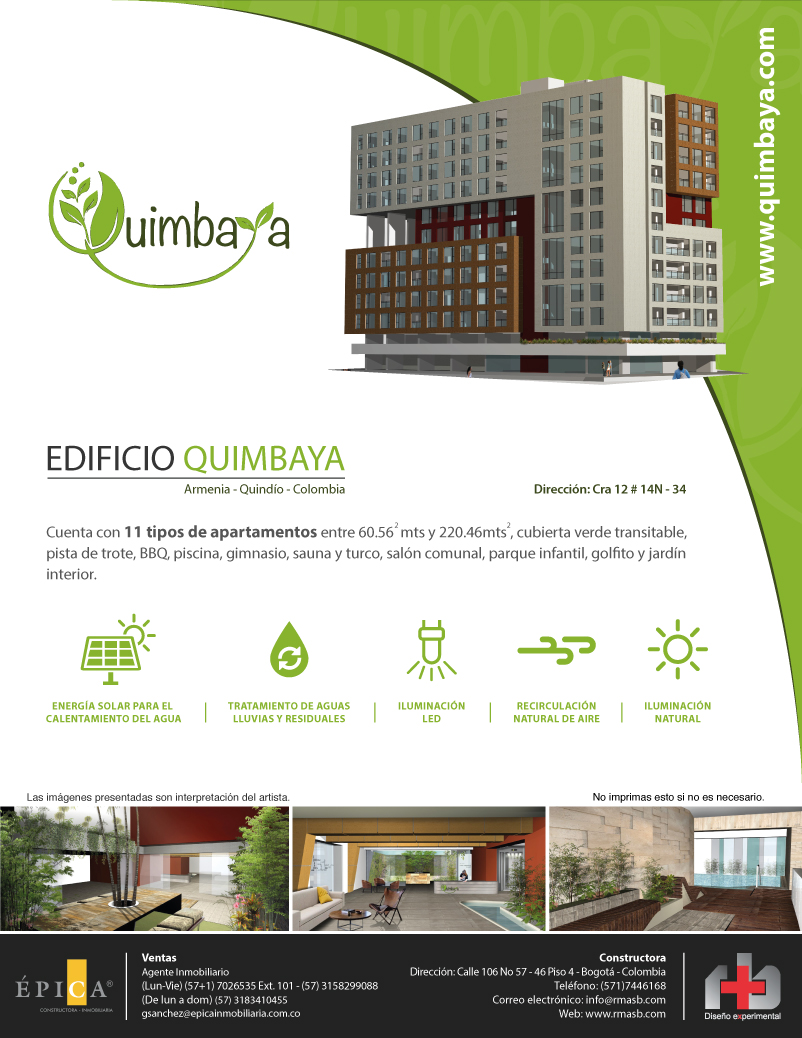 www.quimbaya.com
Quimbaya
EDIFICIO QUIMBAYA
Armenia - Quindío - Colombia
Dirección: Cra 12 # 14N - 34
Cuenta con 11 tipos de apartamentos entre 60.56² mts y 220.46mts², cubierta verde transitable,
pista de trote, BBQ, piscina, gimnasio, sauna y turco, salón comunal, parque infantil, golfito y jardín
interior.
ENERGÍA SOLAR PARA EL
CALENTAMIENTO DEL AGUA
TRATAMIENTO DE AGUAS
LLUVIAS Y RESIDUALES
ILUMINACIÓN
LED
RECIRCULACIÓN
NATURAL DE AIRE
ILUMINACIÓN
NATURAL
Las imágenes presentadas son interpretación del artista.
No imprimas esto si no es necesario.
ÉPICA®
CONSTRUCTORA - INMOBILIARIA
Ventas
Agente Inmobiliario
(Lun-Vie) (57+1) 7026535 Ext. 101 - (57) 3158299088
(De lun a dom) (57) 3183410455
gsanchez@epicainmobiliaria.com.co
Constructora
Dirección: Calle 106 No 57 - 46 Piso 4 - Bogotá - Colombia
Teléfono: (571)7446168
Correo electrónico: info@rmasb.com
Web: www.rmasb.com
Diseño experimental